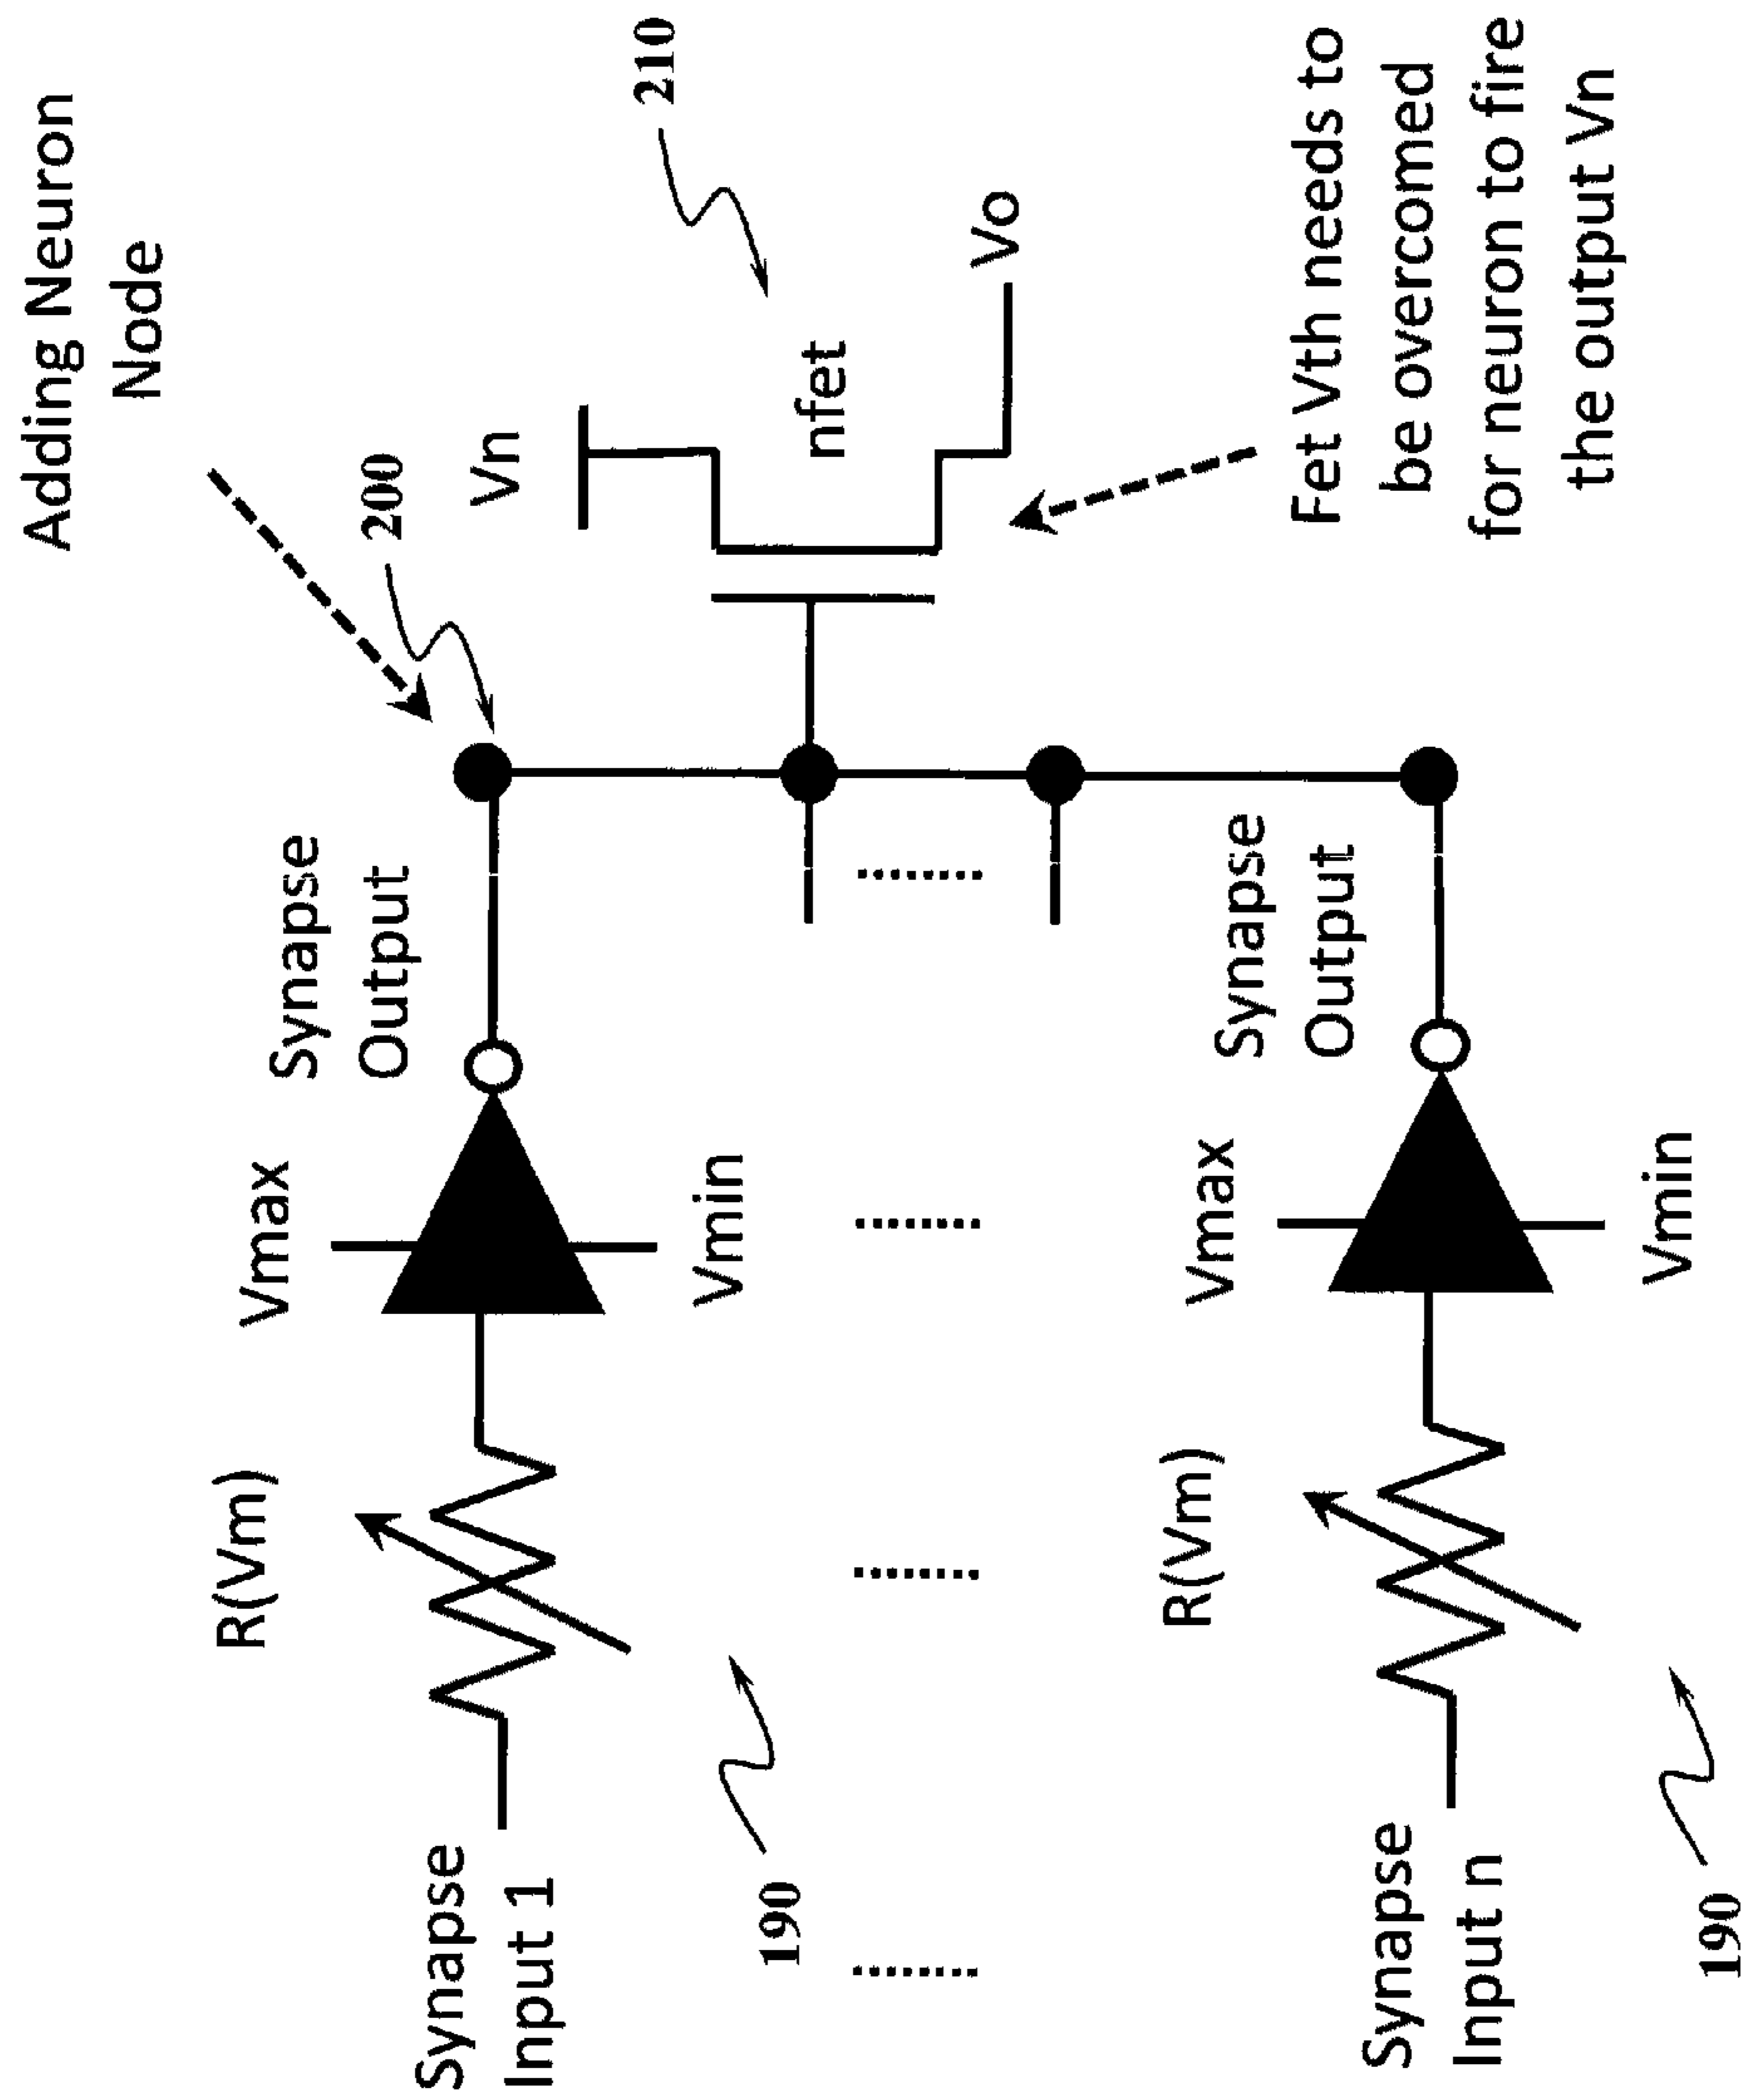 Adding Neuron
Node
200
210
Vn
nfet
Vo
Fet Vth needs to
be overcomed
for neuron to fire
the output Vn
Synapse
Output
Vmax
Vmin
R(Vm)
Synapse
Input 1
190
Synapse
Output
Vmax
Vmin
R(Vm)
Synapse
Input n
190